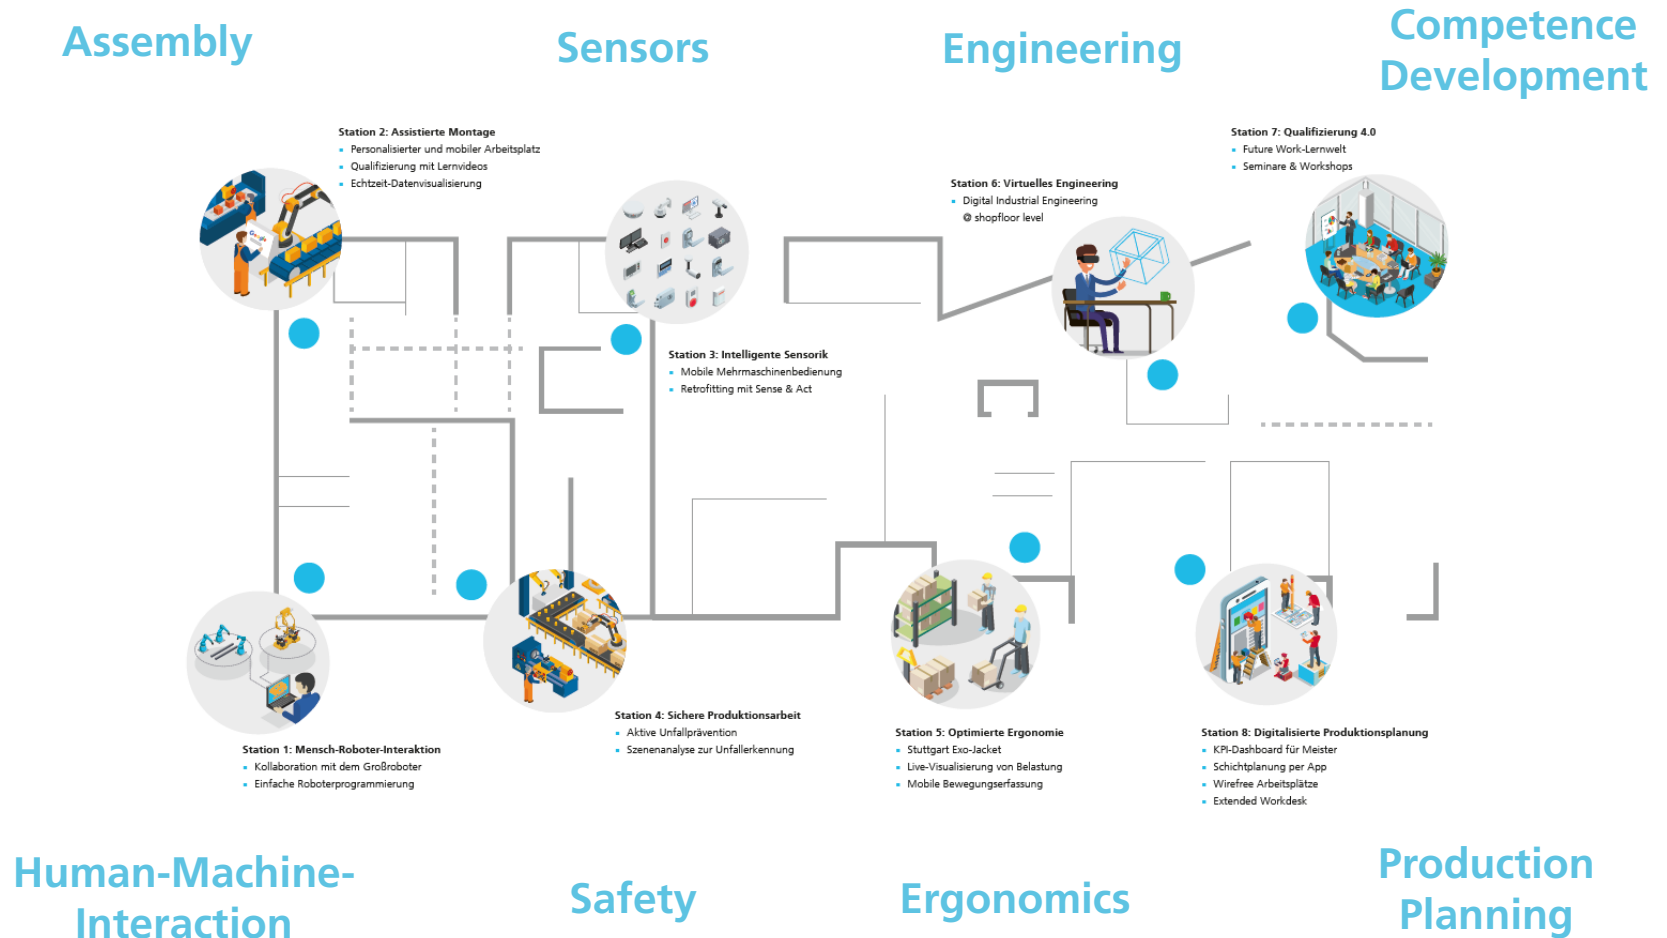 Assembly
Sensors
Engineering
Competence
Development
Station 2: Assistierte Montage
Personalisierter und mobiler Arbeitsplatz
Qualifizierung mit Lernvideos
Echtzeit-Datenvisualisierung
Station 7: Qualifizierung 4.0
Future Work-Lernwelt
Seminare & Workshops
Station 6: Virtuelles Engineering
Digital Industrial Engineering
@ shopfloor level
Google
Station 3: Intelligente Sensorik
Mobile Mehrmaschinenbedienung
Retrofitting mit Sense & Act
Station 4: Sichere Produktionsarbeit
Aktive Unfallprävention
Szenenanalyse zur Unfallerkennung
Station 1: Mensch-Roboter-Interaktion
Kollaboration mit dem Großroboter
Einfache Roboterprogrammierung
Station 5: Optimierte Ergonomie
Stuttgart Exo-Jacket
Live-Visualisierung von Belastung
Mobile Bewegungserfassung
Station 8: Digitalisierte Produktionsplanung
KPI-Dashboard für Meister
Schichtplanung per App
Wirefree Arbeitsplätze
Extended Workdesk
Human-Machine-
Interaction
Safety
Ergonomics
Production
Planning